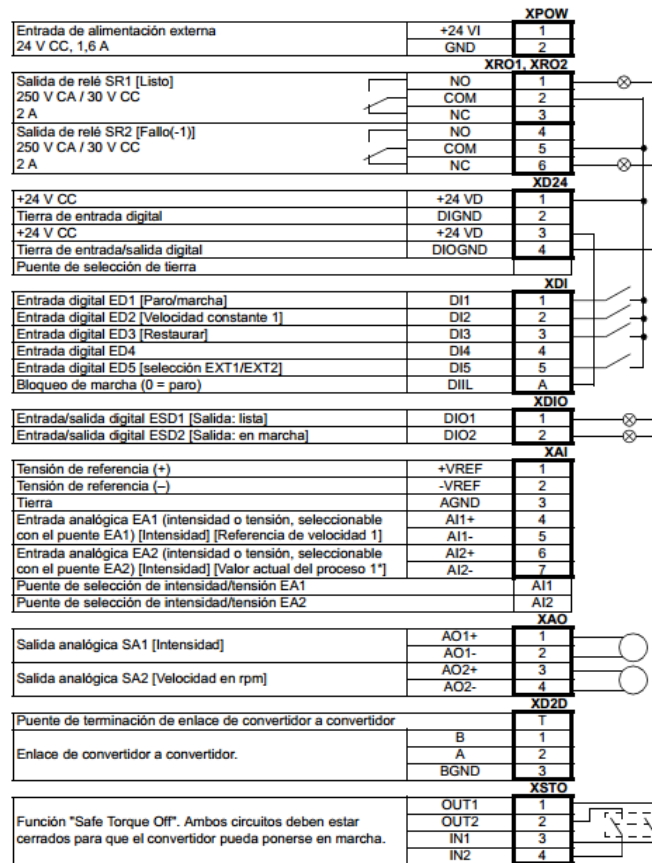 XPOW
Entrada de alimentación externa +24 VI 1
24 V CC, 1,6 A GND 2
XRO1, XRO2
Salida de relé SR1 [Listo] NO 1
250 V CA / 30 V CC COM 2
2 A NC 3
Salida de relé SR2 [Fallo(-1)] NO 4
250 V CA / 30 V CC COM 5
2 A NC 6
XD24
+24 V CC +24 VD 1
Tierra de entrada digital DIGND 2
+24 V CC +24 VD 3
Tierra de entrada/salida digital DIOGND 4
Puente de selección de tierra
XDI
Entrada digital ED1 [Paro/marcha] DI1 1
Entrada digital ED2 [Velocidad constante 1] DI2 2
Entrada digital ED3 [Restaurar] DI3 3
Entrada digital ED4 DI4 4
Entrada digital ED5 [selección EXT1/EXT2] DI5 5
Bloqueo de marcha (0 = paro) DIIL A
XDIO
Entrada/salida digital ESD1 [Salida: lista] DIO1 1
Entrada/salida digital ESD2 [Salida: en marcha] DIO2 2
XAI
Tensión de referencia (+) +VREF 1
Tensión de referencia (–) -VREF 2
Tierra AGND 3
Entrada analógica EA1 (intensidad o tensión, seleccionable AI1+ 4
con el puente EA1) [Intensidad] [Referencia de velocidad 1] AI1- 5
Entrada analógica EA2 (intensidad o tensión, seleccionable AI2+ 6
con el puente EA2) [Intensidad] [Valor actual del proceso 1*] AI2- 7
Puente de selección de intensidad/tensión EA1 AI1
Puente de selección de intensidad/tensión EA2 AI2
XAO
Salida analógica SA1 [Intensidad] AO1+ 1
AO1- 2
Salida analógica SA2 [Velocidad en rpm] AO2+ 3
AO2- 4
XD2D
Puente de terminación de enlace de convertidor a convertidor T
Enlace de convertidor a convertidor. B 1
A 2
BGND 3
XSTO
OUT1 1
Función "Safe Torque Off". Ambos circuitos deben estar OUT2 2
cerrados para que el convertidor pueda ponerse en marcha. IN1 3
IN2 4